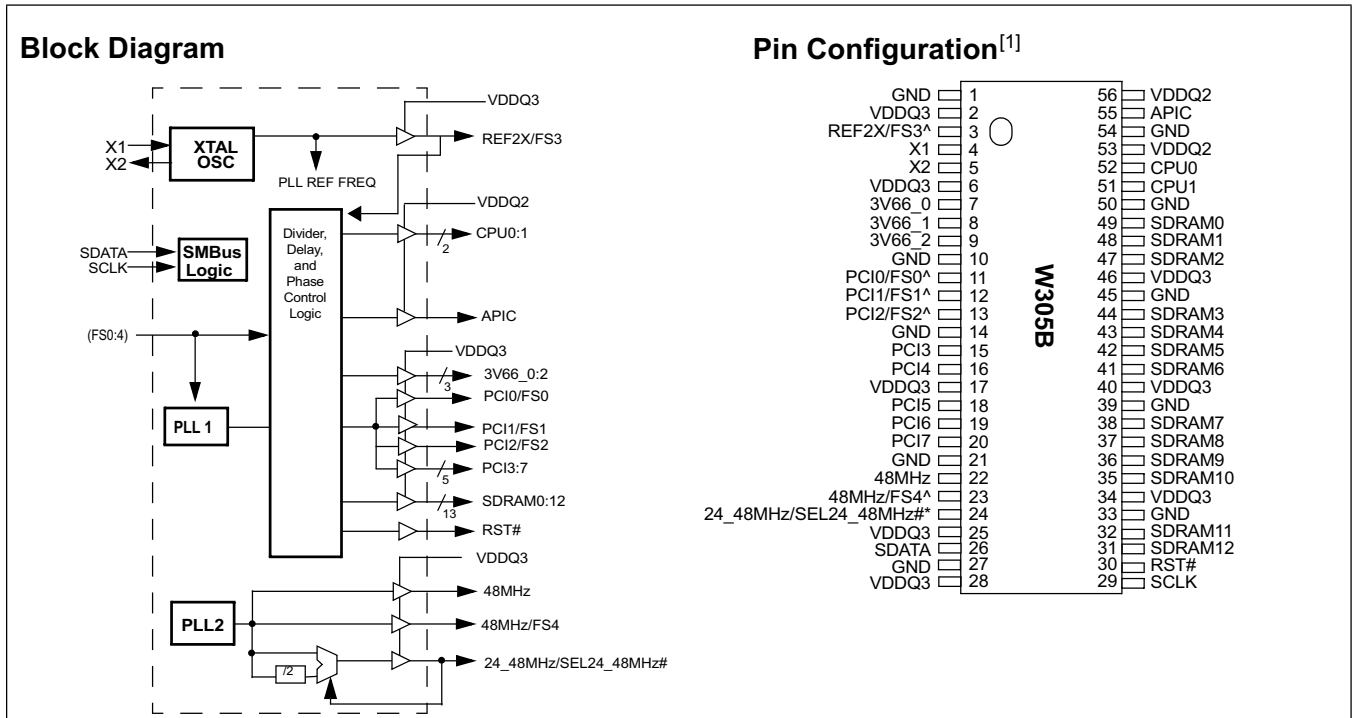 Block Diagram
VDDQ3
REF2X/FS3
X1
X2
XTAL
OSC
PLL REF FREQ
VDDQ2
CPU0:1
2
SDATA
SCLK
SMBus
Logic
Divider,
Delay,
and
Phase
Control
Logic
APIC
(FS0:4)
VDDQ3
3V66_0:2
3
PCI0/FS0
PLL 1
PCI1/FS1
PCI2/FS2
PCI3:7
5
SDRAM0:12
13
RST#
VDDQ3
48MHz
PLL2
48MHz/FS4
24_48MHz/SEL24_48MHz#
/2
Pin Configuration[1]
W305B
GND 1 56 VDDQ2
VDDQ3 2 55 APIC
REF2X/FS3^ 3 54 GND
X1 4 53 VDDQ2
X2 5 52 CPU0
VDDQ3 6 51 CPU1
3V66_0 7 50 GND
3V66_1 8 49 SDRAM0
3V66_2 9 48 SDRAM1
GND 10 47 SDRAM2
PCI0/FS0^ 11 46 VDDQ3
PCI1/FS1^ 12 45 GND
PCI2/FS2^ 13 44 SDRAM3
GND 14 43 SDRAM4
PCI3 15 42 SDRAM5
PCI4 16 41 SDRAM6
VDDQ3 17 40 VDDQ3
PCI5 18 39 GND
PCI6 19 38 SDRAM7
PCI7 20 37 SDRAM8
GND 21 36 SDRAM9
48MHz 22 35 SDRAM10
48MHz/FS4^ 23 34 VDDQ3
24_48MHz/SEL24_48MHz#* 24 33 GND
VDDQ3 25 32 SDRAM11
SDATA 26 31 SDRAM12
GND 27 30 RST#
VDDQ3 28 29 SCLK